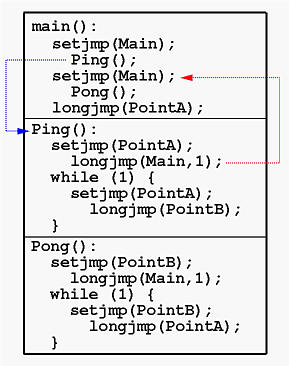 main():
setjmp(Main);
Ping();
setjmp(Main);
Pong();
longjmp(PointA);
Ping():
setjmp(PointA);
longjmp(Main,1);
while (1) {
setjmp(PointA);
longjmp(PointB);
}
Pong():
setjmp(PointB);
longjmp(Main,1);
while (1) {
setjmp(PointB);
longjmp(PointA);
}